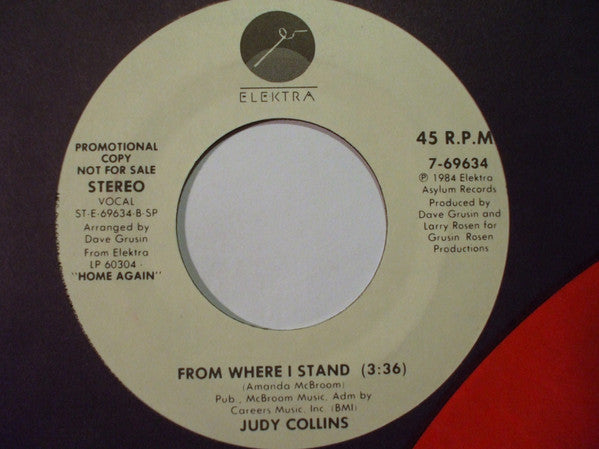 ELEKTRA
PROMOTIONAL
COPY
NOT FOR SALE
STEREO
VOCAL
ST-E-69634-B-SP
Arranged by
Dave Grusin
From Elektra
LP 60304 -
"HOME AGAIN"
45 R.P.M
7-69634
℗ 1984 Elektra
Asylum Records
Produced by
Dave Grusin and
Larry Rosen for
Grusin Rosen
Productions
FROM WHERE I STAND (3:36)
(Amanda McBroom)
Pub., McBroom Music, Adm by
Careers Music, Inc. (BMI)
JUDY COLLINS